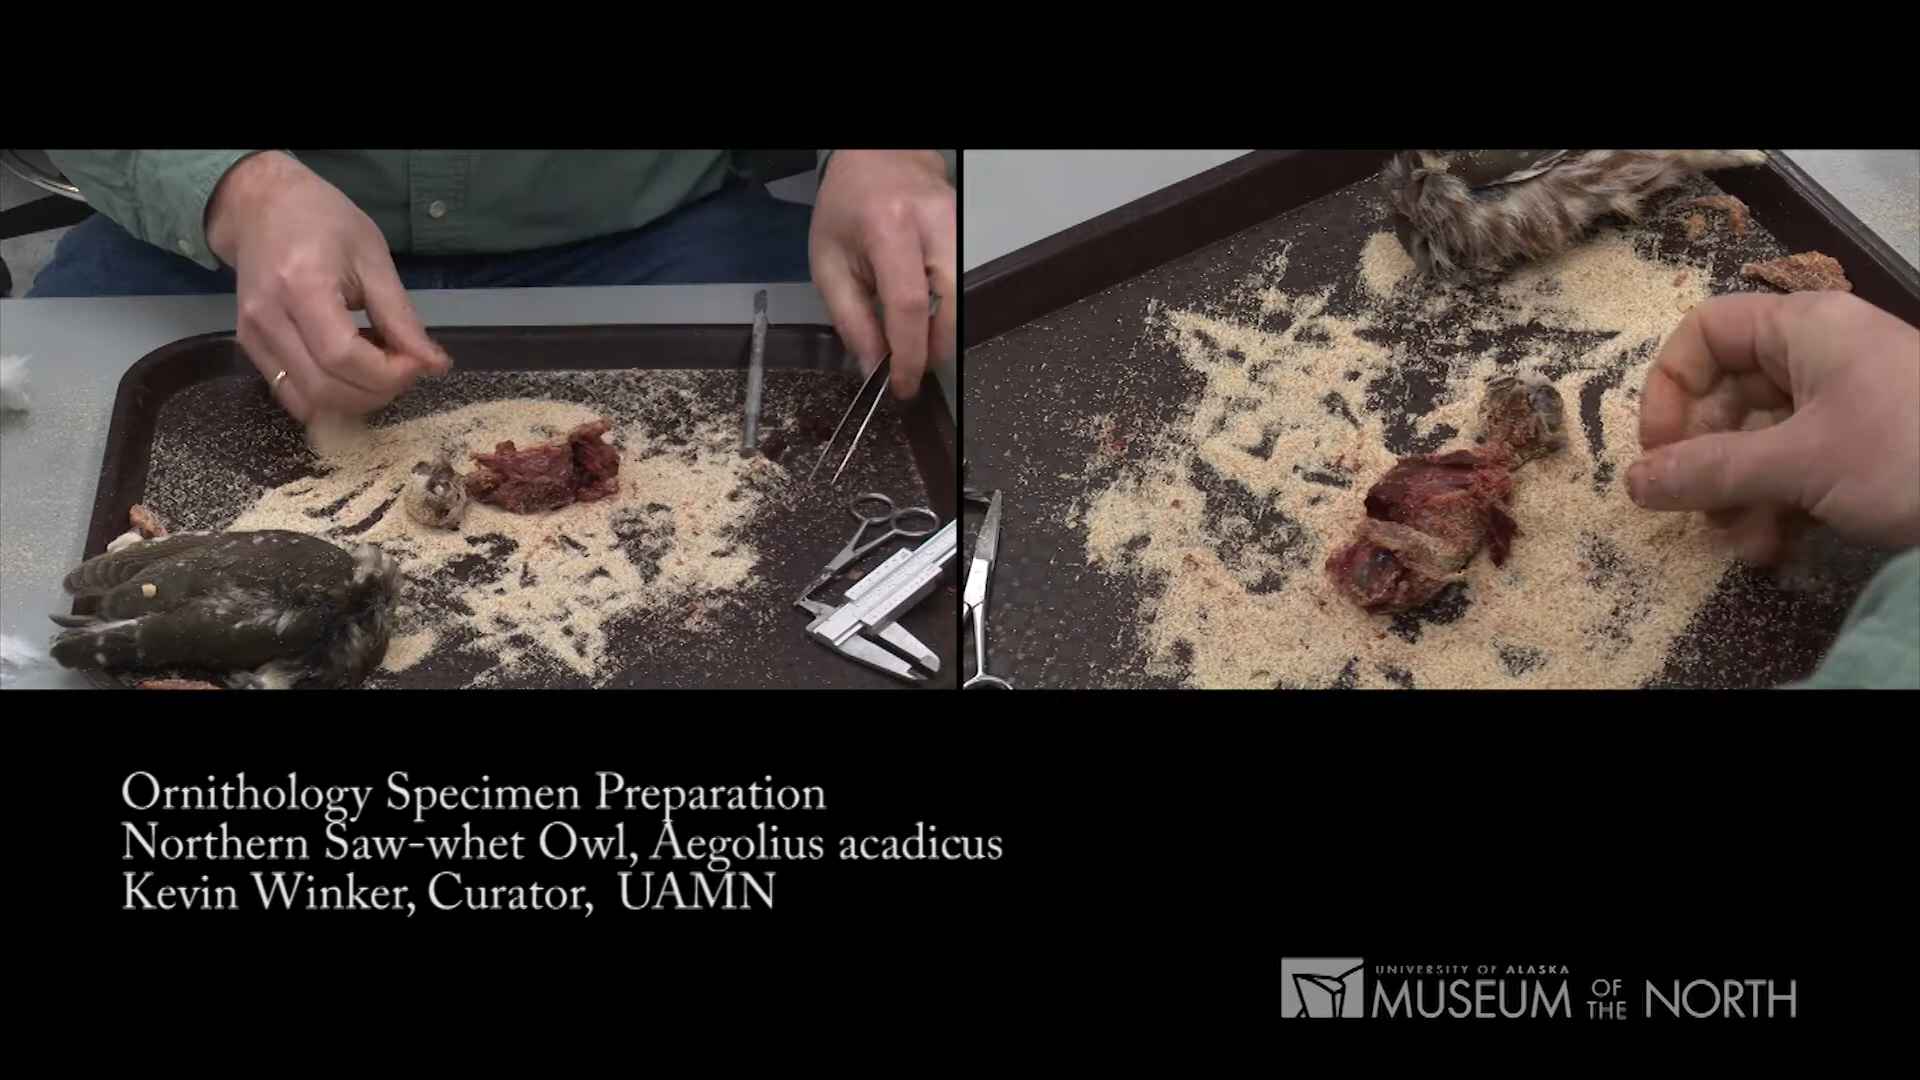 Ornithology Specimen Preparation
Northern Saw-whet Owl, Aegolius acadicus
Kevin Winker, Curator, UAMN
UNIVERSITY OF ALASKA
MUSEUM OF THE NORTH